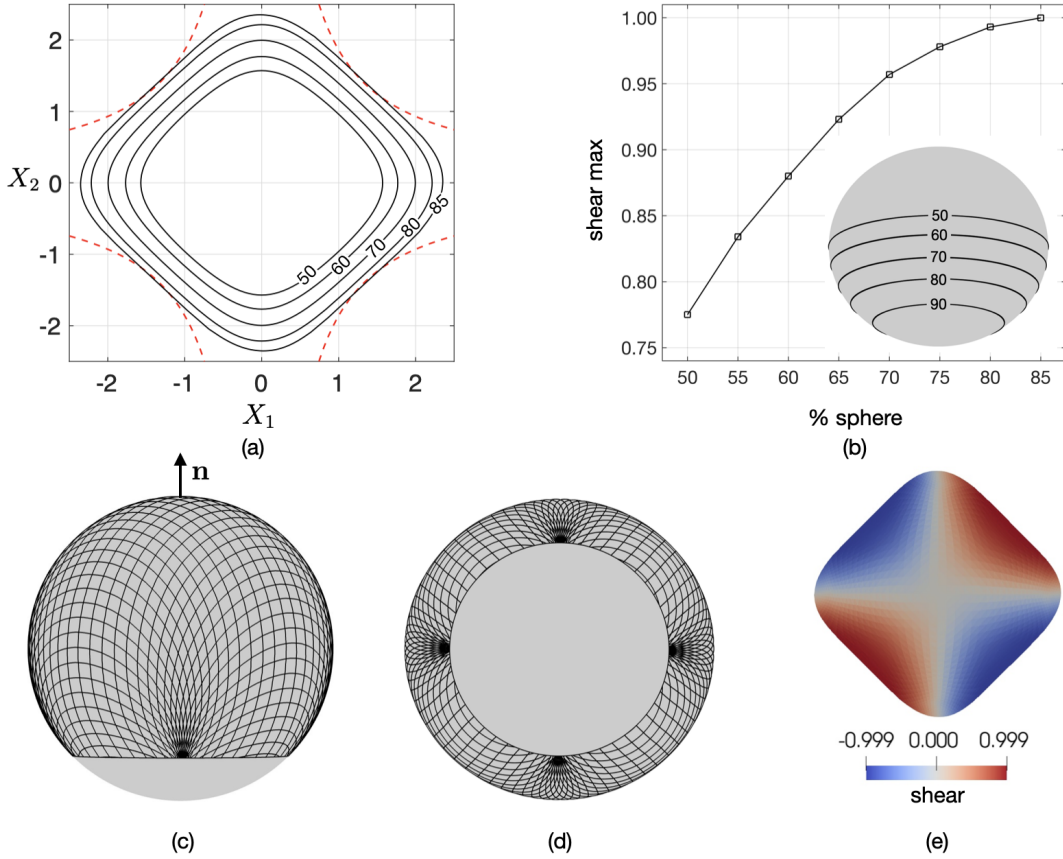 2
1
X₂ 0
-1
-2
50
60
70
80
85
-2 -1 0 1 2
X₁
(a)
1.00
0.95
0.90
0.85
0.80
0.75
shear max
50
60
70
80
90
50 55 60 65 70 75 80 85
% sphere
(b)
n
(c)
(d)
-0.999 0.000 0.999
shear
(e)